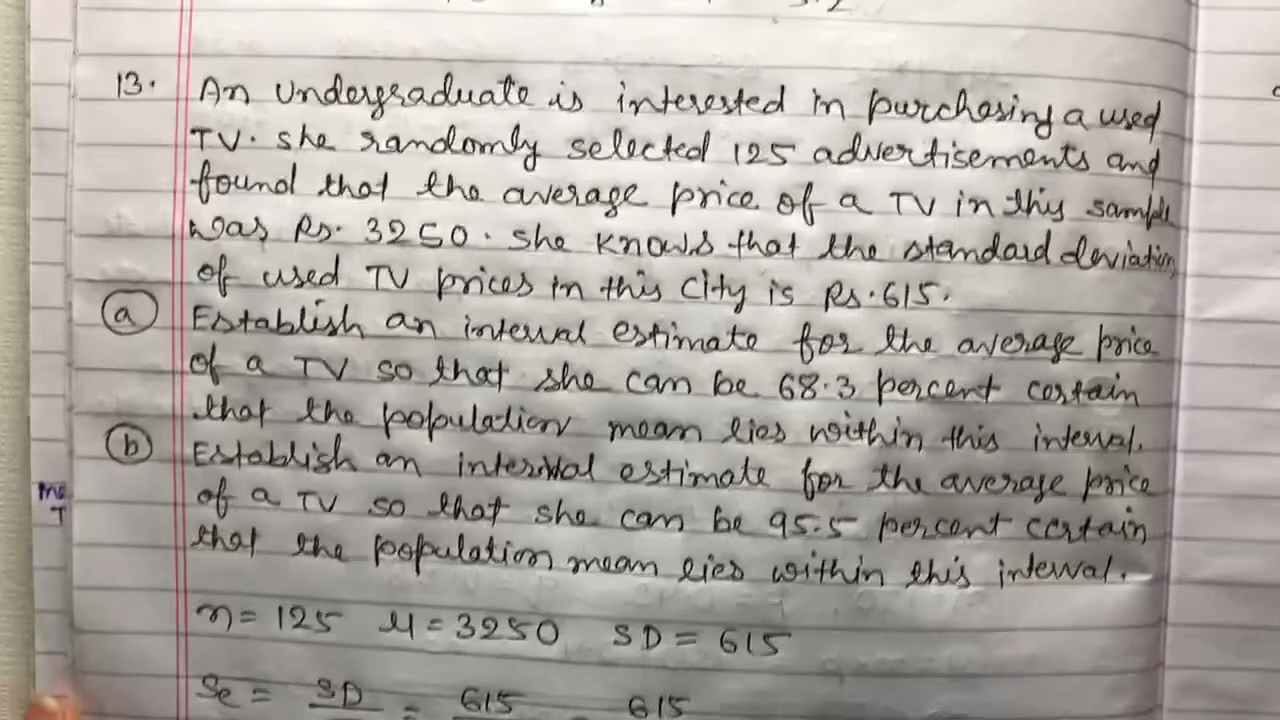 13. An undergraduate is interested in purchasing a used
TV. she randomly selected 125 advertisements and
found that the average price of a TV in this sample
was Rs. 3250. she knows that the standard deviation
of used TV prices in this city is Rs. 615.
(a) Establish an interval estimate for the average price
of a TV so that she can be 68.3 percent certain
that the population mean lies within this interval.
(b) Establish an interval estimate for the average price
of a TV so that she can be 95.5 percent certain
that the population mean lies within this interval.
n = 125 μ = 3250 SD = 615
Se = SD = 615 = 615